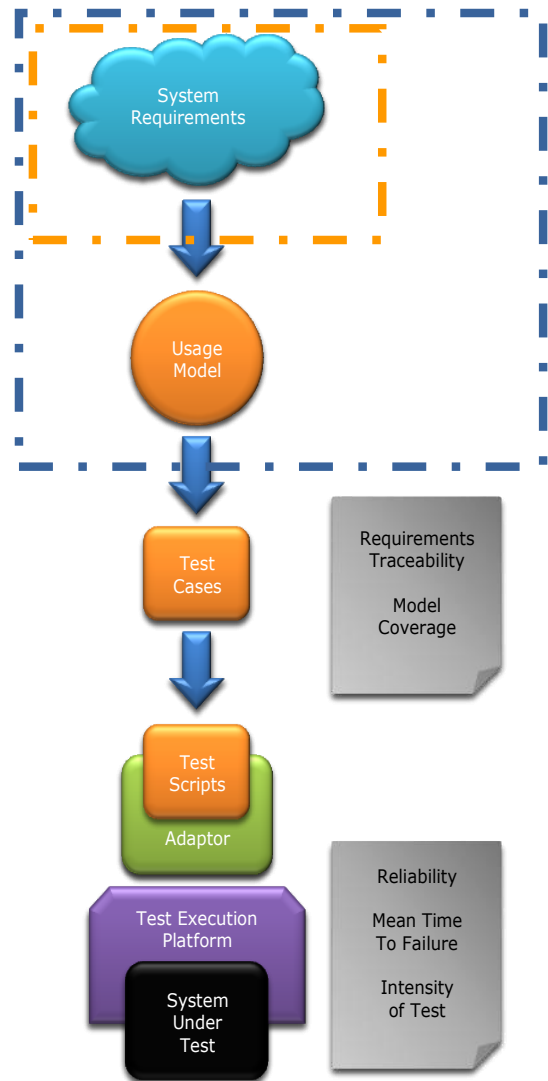 System
Requirements
Usage
Model
Test
Cases
Requirements
Traceability
Model
Coverage
Test
Scripts
Adaptor
Test Execution
Platform
System
Under
Test
Reliability
Mean Time
To Failure
Intensity
of Test